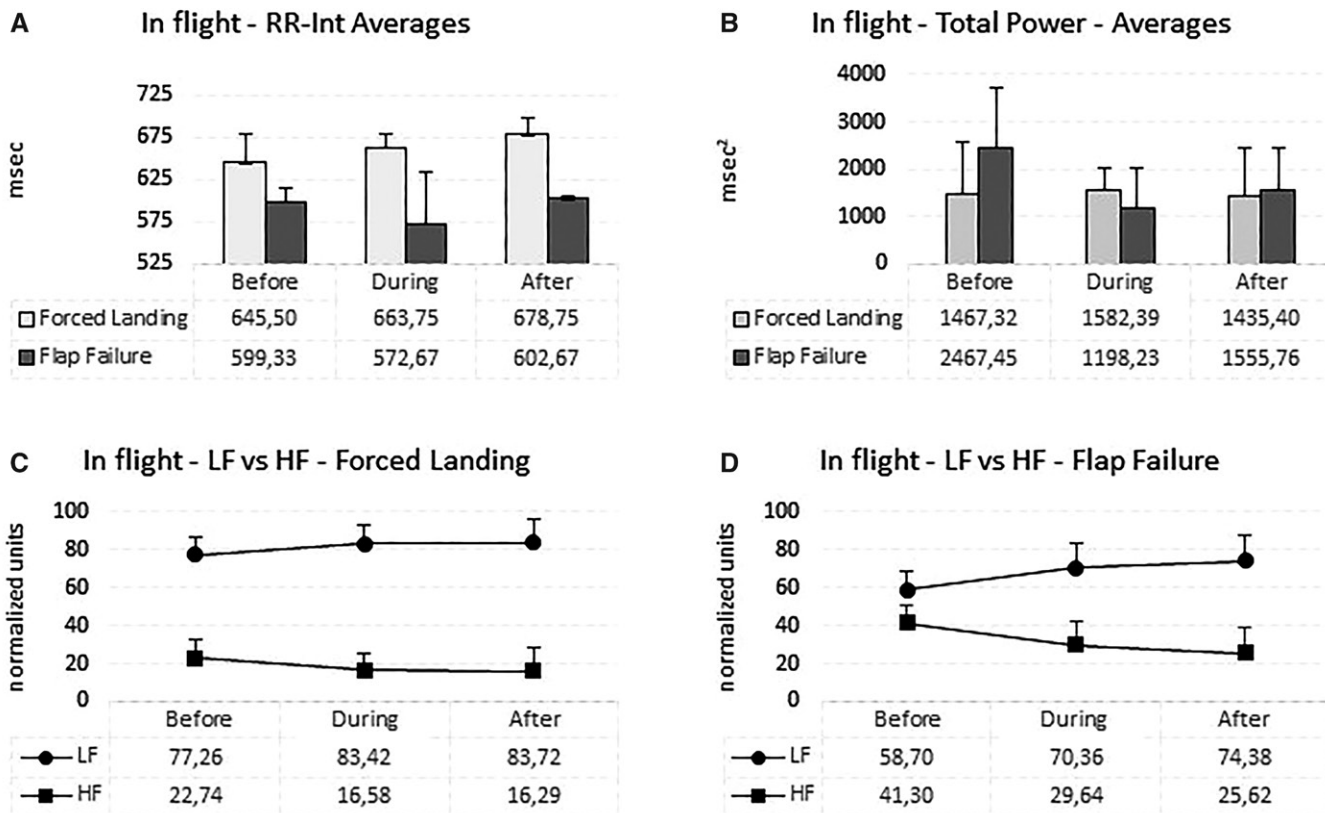 A In flight - RR-Int Averages
msec
725
675
625
575
525
Before During After
Forced Landing 645,50 663,75 678,75
Flap Failure 599,33 572,67 602,67
B In flight - Total Power - Averages
msec²
4000
3000
2000
1000
0
Before During After
Forced Landing 1467,32 1582,39 1435,40
Flap Failure 2467,45 1198,23 1555,76
C In flight - LF vs HF - Forced Landing
normalized units
100
80
60
40
20
0
Before During After
LF 77,26 83,42 83,72
HF 22,74 16,58 16,29
D In flight - LF vs HF - Flap Failure
normalized units
100
80
60
40
20
0
Before During After
LF 58,70 70,36 74,38
HF 41,30 29,64 25,62